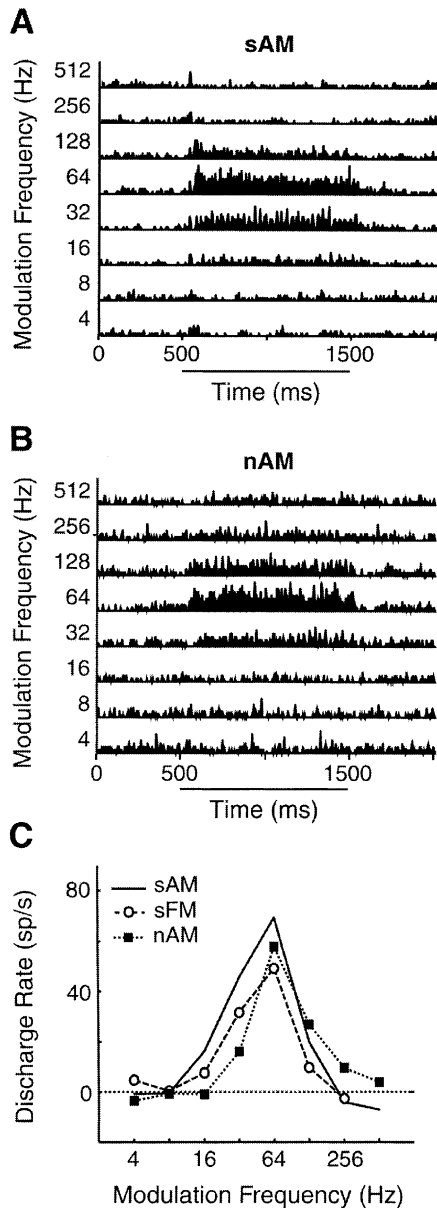 A
sAM
Modulation Frequency (Hz)
512
256
128
64
32
16
8
4
0 500 1500
Time (ms)
B
nAM
Modulation Frequency (Hz)
512
256
128
64
32
16
8
4
0 500 1500
Time (ms)
C
Discharge Rate (sp/s)
80
40
0
sAM
sFM
nAM
4 16 64 256
Modulation Frequency (Hz)